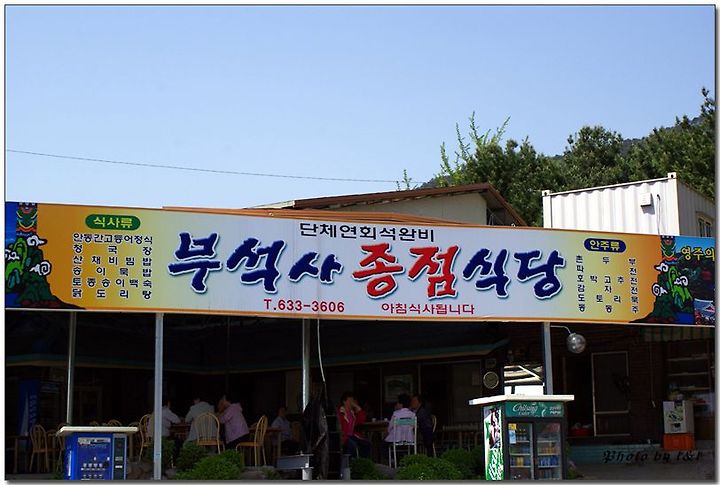 식사류
안동간고등어정식
청국장
산채비빔밥
송이묵밥
토종송이백숙
닭도리탕
단체연회석완비
부석사 종점식당
T.633-3606
아침식사됩니다
안주류
촌두부
파전
호박고추전
감자전
도토리묵
동동주
영주의
Chilsung
Cider
Photo by t&t